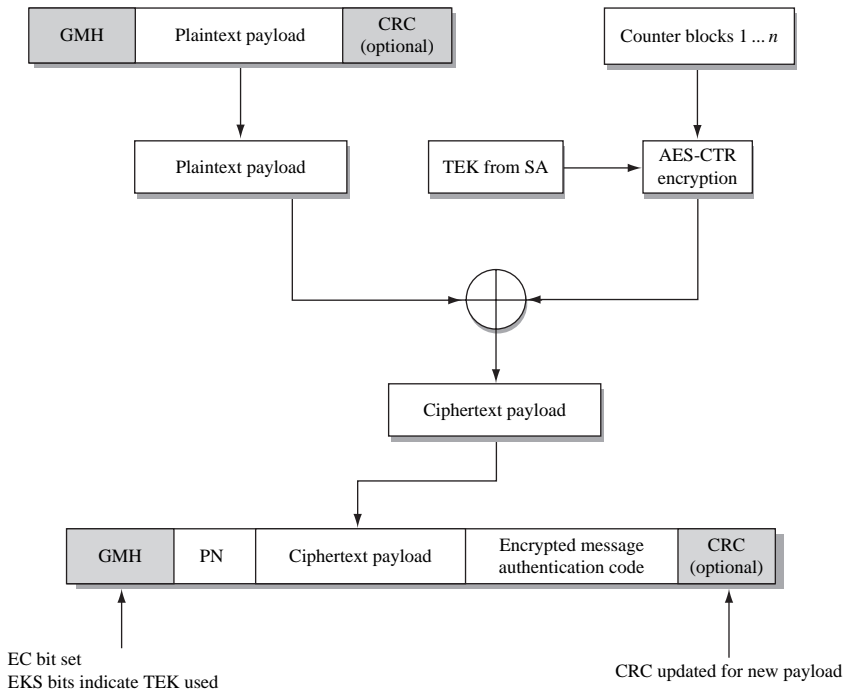 GMH
Plaintext payload
CRC
(optional)
Counter blocks 1 ... n
Plaintext payload
TEK from SA
AES-CTR
encryption
Ciphertext payload
GMH
PN
Ciphertext payload
Encrypted message
authentication code
CRC
(optional)
EC bit set
EKS bits indicate TEK used
CRC updated for new payload